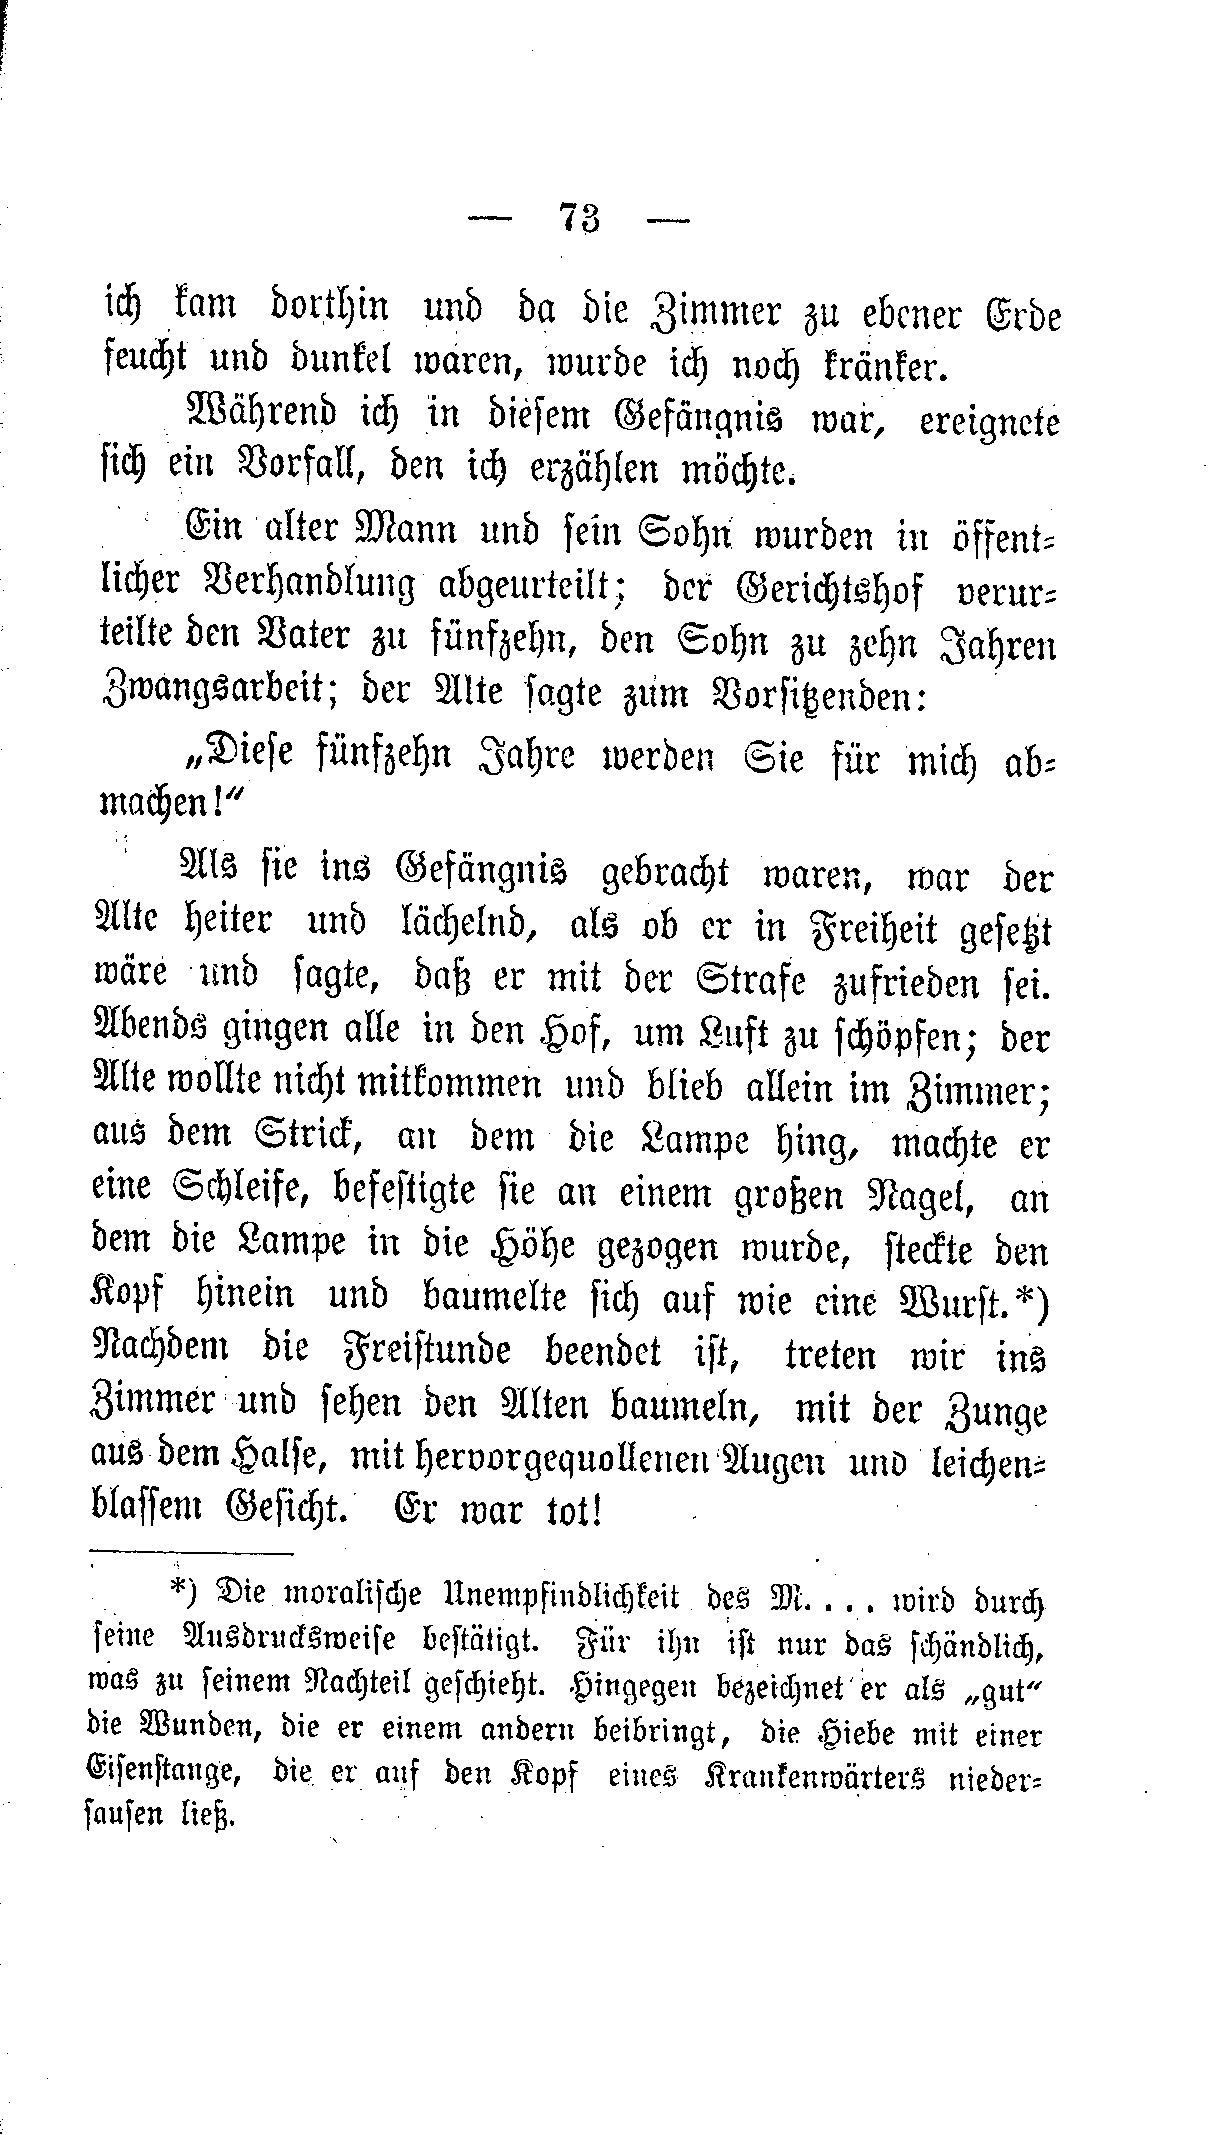 — 73 —
ich kam dorthin und da die Zimmer zu ebener Erde
feucht und dunkel waren, wurde ich noch kränker.
Während ich in diesem Gefängnis war, ereignete
sich ein Vorfall, den ich erzählen möchte.
Ein alter Mann und sein Sohn wurden in öffent-
licher Verhandlung abgeurteilt; der Gerichtshof verur-
teilte den Vater zu fünfzehn, den Sohn zu zehn Jahren
Zwangsarbeit; der Alte sagte zum Vorsitzenden:
„Diese fünfzehn Jahre werden Sie für mich ab-
machen!“
Als sie ins Gefängnis gebracht waren, war der
Alte heiter und lächelnd, als ob er in Freiheit gesetzt
wäre und sagte, daß er mit der Strafe zufrieden sei.
Abends gingen alle in den Hof, um Luft zu schöpfen; der
Alte wollte nicht mitkommen und blieb allein im Zimmer;
aus dem Strick, an dem die Lampe hing, machte er
eine Schleife, befestigte sie an einem großen Nagel, an
dem die Lampe in die Höhe gezogen wurde, steckte den
Kopf hinein und baumelte sich auf wie eine Wurst.*)
Nachdem die Freistunde beendet ist, treten wir ins
Zimmer und sehen den Alten baumeln, mit der Zunge
aus dem Halse, mit hervorgequollenen Augen und leichen-
blassem Gesicht. Er war tot!
*) Die moralische Unempfindlichkeit des M. . . . wird durch
seine Ausdrucksweise bestätigt. Für ihn ist nur das schändlich,
was zu seinem Nachteil geschieht. Hingegen bezeichnet er als „gut“
die Wunden, die er einem andern beibringt, die Hiebe mit einer
Eisenstange, die er auf den Kopf eines Krankenwärters nieder-
sausen ließ.